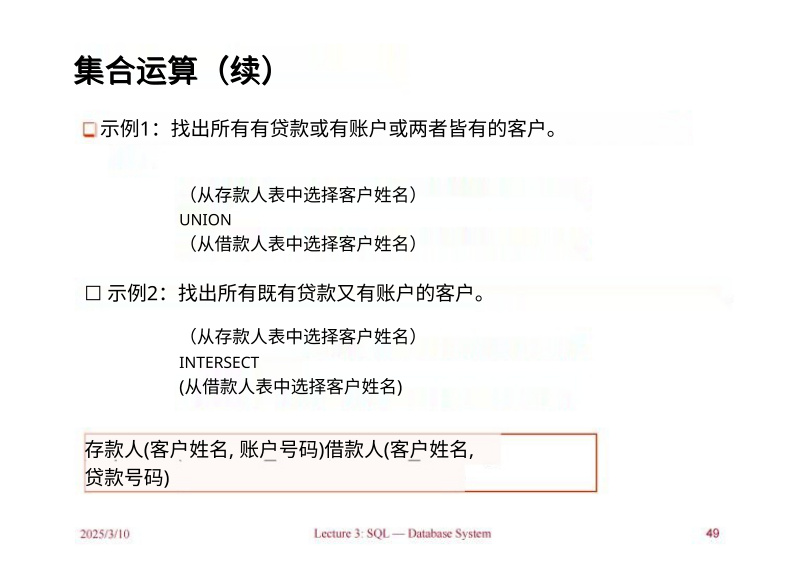 集合运算（续）
❏示例1：找出所有有贷款或有账户或两者皆有的客户。
（从存款人表中选择客户姓名）
UNION
（从借款人表中选择客户姓名）
☐ 示例2：找出所有既有贷款又有账户的客户。
（从存款人表中选择客户姓名）
INTERSECT
(从借款人表中选择客户姓名)
存款人(客户姓名, 账户号码)借款人(客户姓名,
贷款号码)
2025/3/10 Lecture 3: SQL — Database System 49